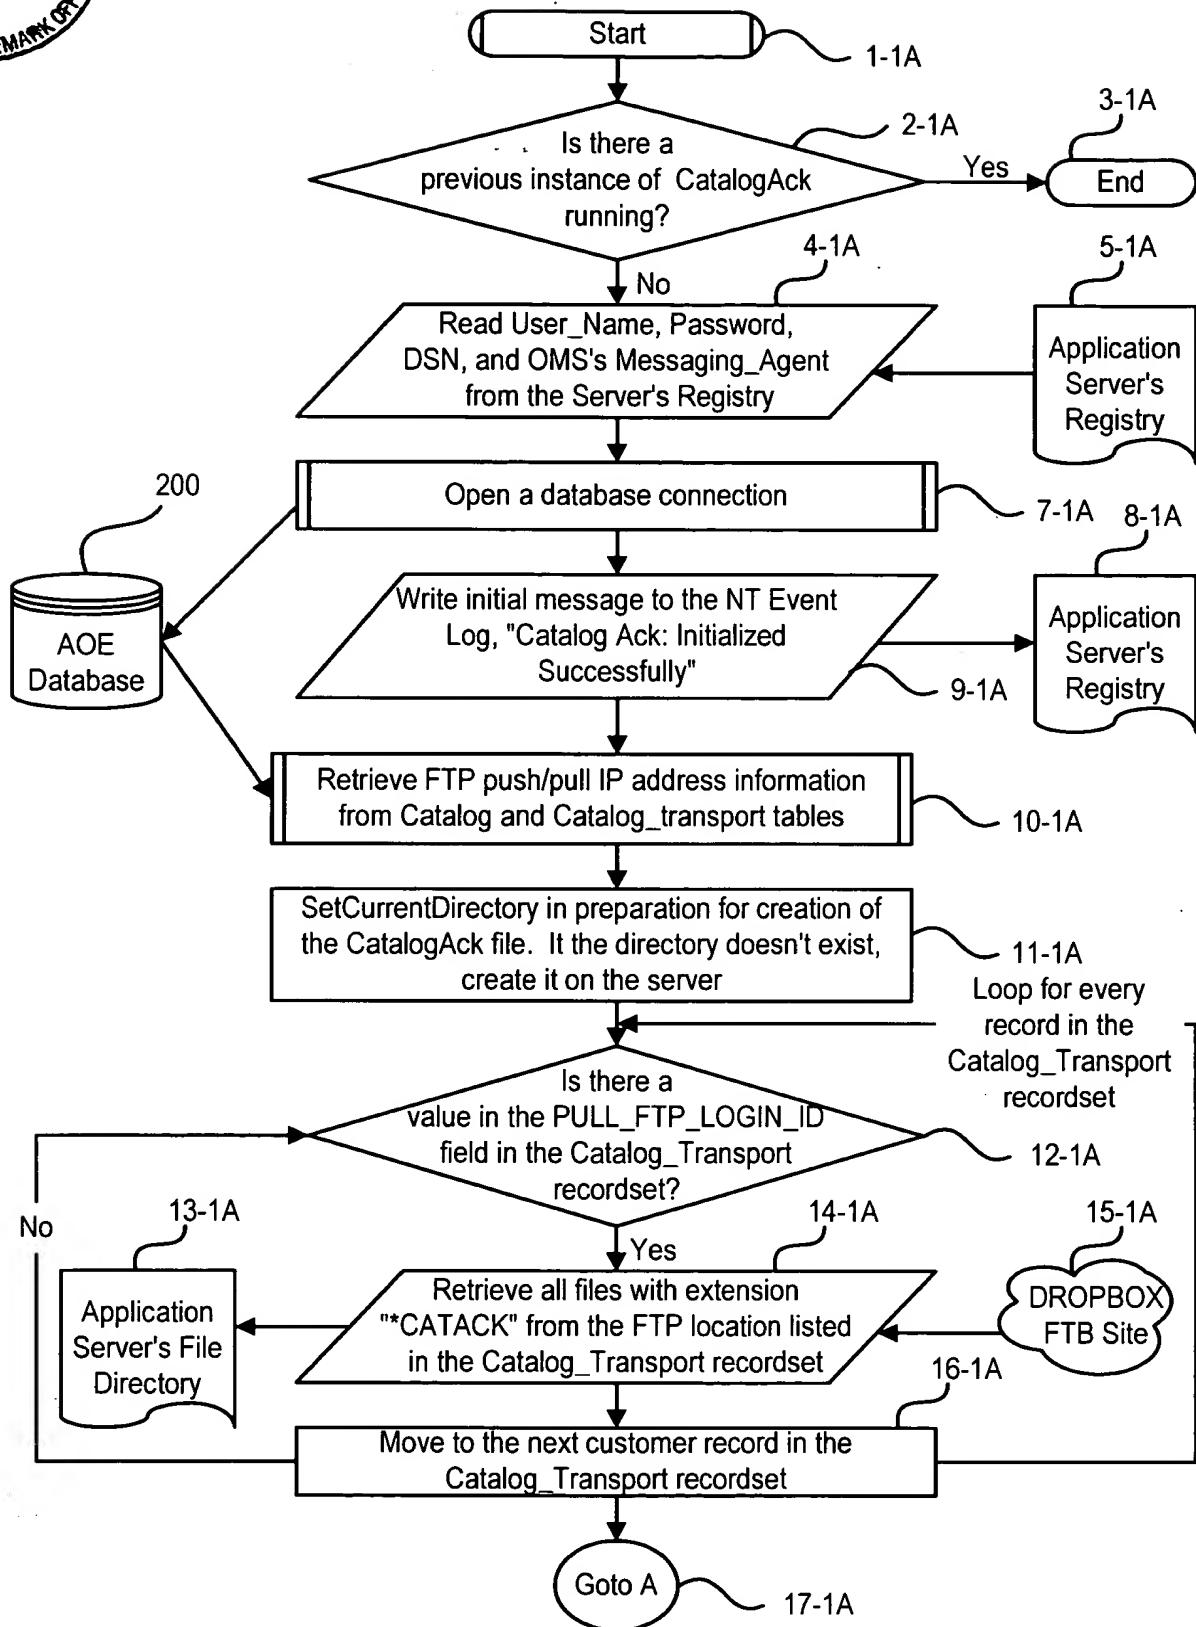 Start
1-1A
Is there a
previous instance of CatalogAck
running?
2-1A
Yes
3-1A
End
No
4-1A
Read User_Name, Password,
DSN, and OMS's Messaging_Agent
from the Server's Registry
5-1A
Application
Server's
Registry
Open a database connection
7-1A
200
AOE
Database
8-1A
Write initial message to the NT Event
Log, "Catalog Ack: Initialized
Successfully"
9-1A
Application
Server's
Registry
Retrieve FTP push/pull IP address information
from Catalog and Catalog_transport tables
10-1A
SetCurrentDirectory in preparation for creation of
the CatalogAck file. It the directory doesn't exist,
create it on the server
11-1A
Loop for every
record in the
Catalog_Transport
recordset
Is there a
value in the PULL_FTP_LOGIN_ID
field in the Catalog_Transport
recordset?
12-1A
No
13-1A
Application
Server's File
Directory
Yes
14-1A
Retrieve all files with extension
"*CATACK" from the FTP location listed
in the Catalog_Transport recordset
15-1A
DROPBOX
FTB Site
16-1A
Move to the next customer record in the
Catalog_Transport recordset
Goto A
17-1A